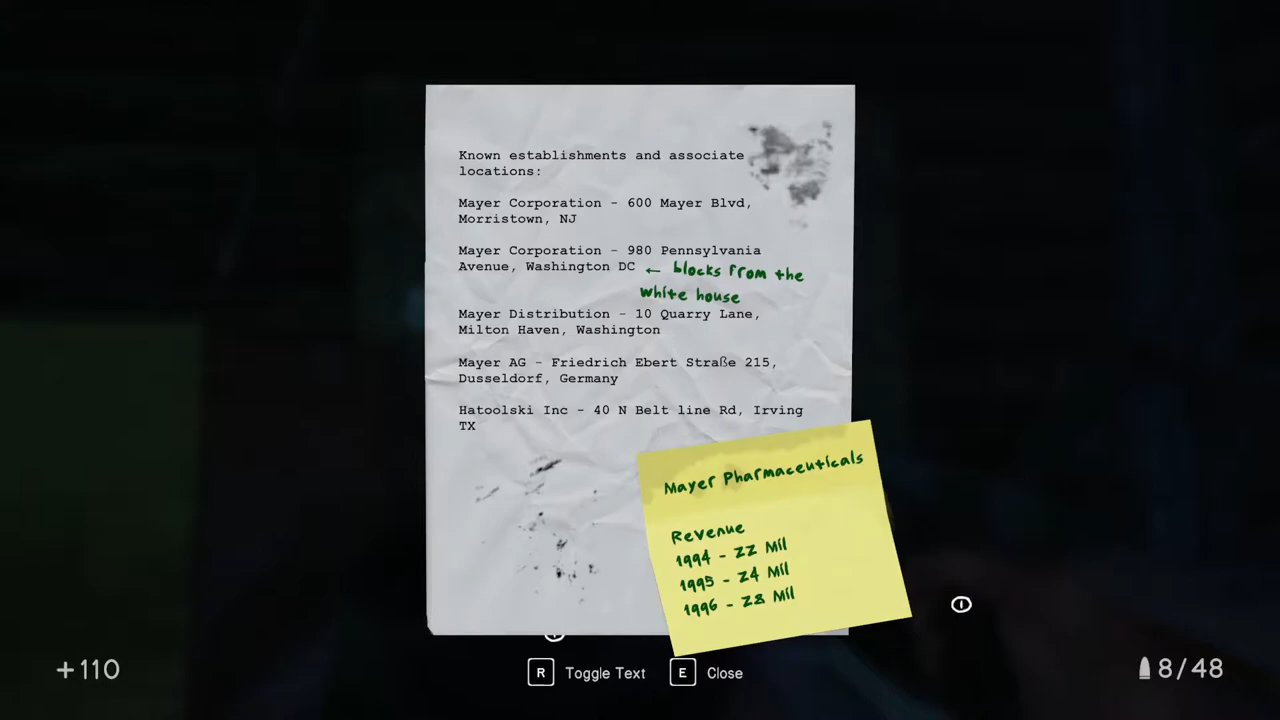 Known establishments and associate
locations:
Mayer Corporation - 600 Mayer Blvd,
Morristown, NJ
Mayer Corporation - 980 Pennsylvania
Avenue, Washington DC ← blocks from the
white house
Mayer Distribution - 10 Quarry Lane,
Milton Haven, Washington
Mayer AG - Friedrich Ebert Straße 215,
Dusseldorf, Germany
Hatoolski Inc - 40 N Belt line Rd, Irving
TX
Mayer Pharmaceuticals
Revenue
1994 - 22 Mil
1995 - 24 Mil
1996 - 28 Mil
+110
R Toggle Text E Close
8/48